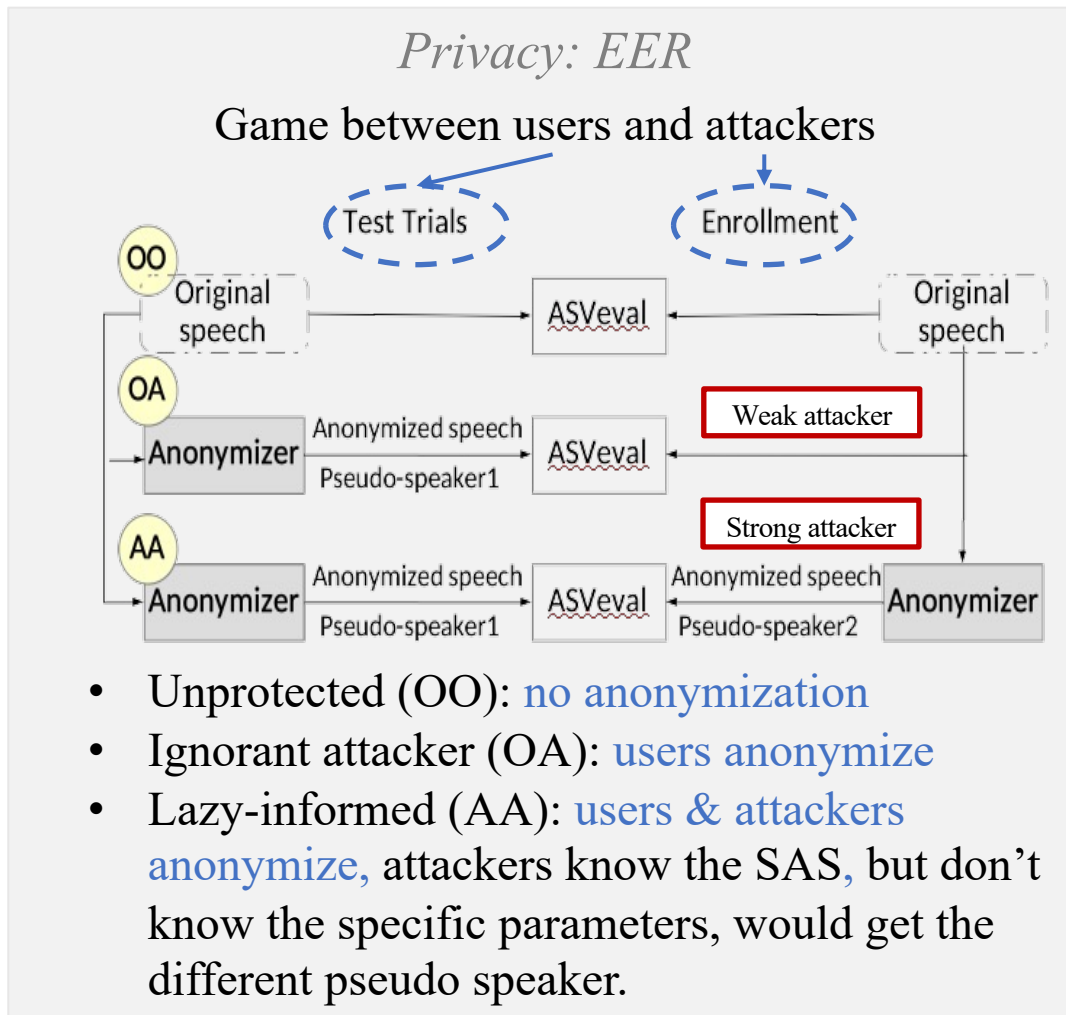 Privacy: EER
Game between users and attackers
Test Trials
Enrollment
OO
Original
speech
ASVeval
Original
speech
OA
Weak attacker
Anonymizer
Anonymized speech
Pseudo-speaker1
ASVeval
Strong attacker
AA
Anonymizer
Anonymized speech
Pseudo-speaker1
ASVeval
Anonymized speech
Pseudo-speaker2
Anonymizer
• Unprotected (OO): no anonymization
• Ignorant attacker (OA): users anonymize
• Lazy-informed (AA): users & attackers
anonymize, attackers know the SAS, but don’t
know the specific parameters, would get the
different pseudo speaker.